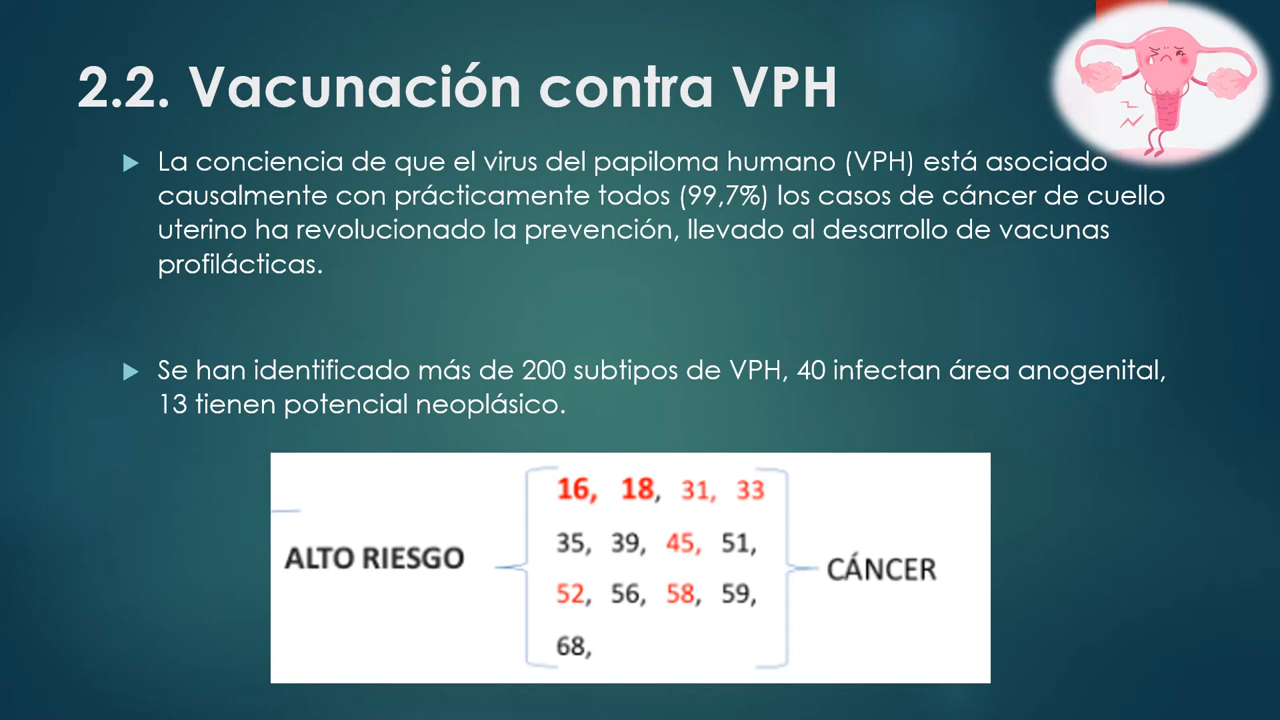 2.2. Vacunación contra VPH
La conciencia de que el virus del papiloma humano (VPH) está asociado
causalmente con prácticamente todos (99,7%) los casos de cáncer de cuello
uterino ha revolucionado la prevención, llevado al desarrollo de vacunas
profilácticas.
Se han identificado más de 200 subtipos de VPH, 40 infectan área anogenital,
13 tienen potencial neoplásico.
ALTO RIESGO
16, 18, 31, 33
35, 39, 45, 51,
52, 56, 58, 59,
68,
CÁNCER